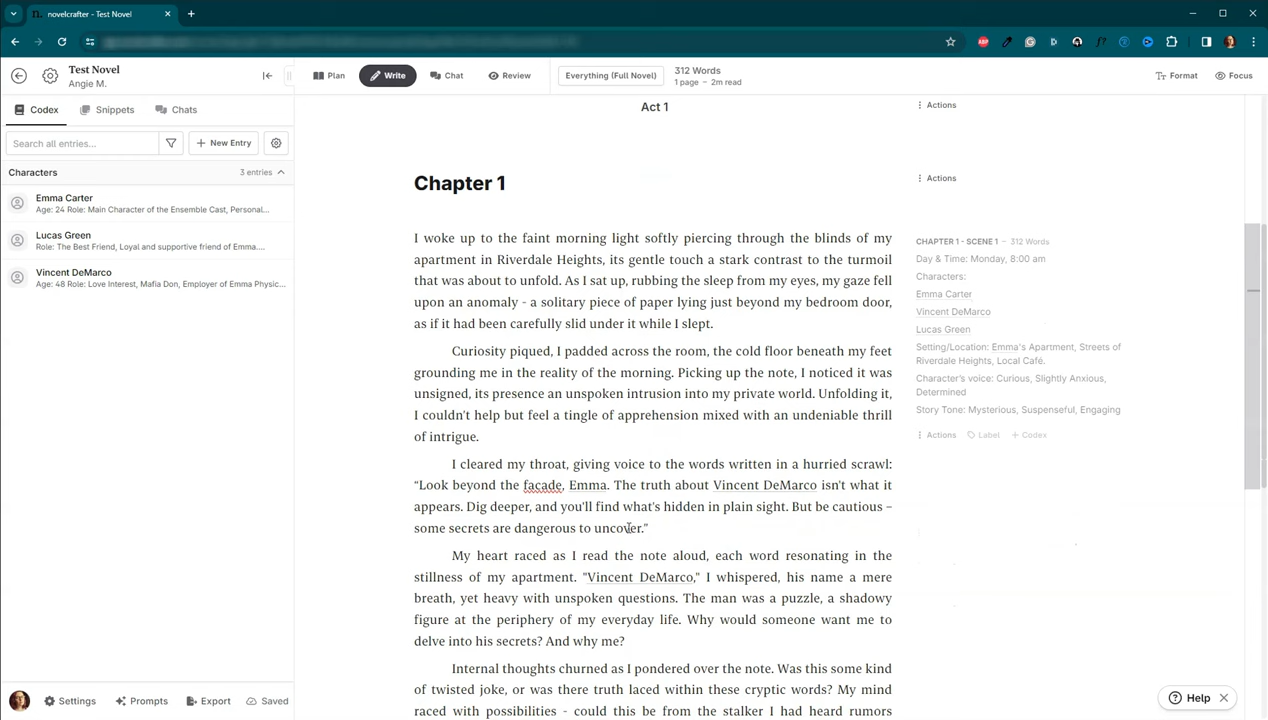 novelcrafter - Test Novel
Test Novel
Angie M.
Plan
Write
Chat
Review
Everything (Full Novel)
312 Words
1 page - 2m read
Format
Focus
Codex
Snippets
Chats
Search all entries...
New Entry
Characters
3 entries
Emma Carter
Age: 24 Role: Main Character of the Ensemble Cast, Personal...
Lucas Green
Role: The Best Friend, Loyal and supportive friend of Emma....
Vincent DeMarco
Age: 48 Role: Love Interest, Mafia Don, Employer of Emma Physic...
Act 1
Actions
Chapter 1
Actions
I woke up to the faint morning light softly piercing through the blinds of my
apartment in Riverdale Heights, its gentle touch a stark contrast to the turmoil
that was about to unfold. As I sat up, rubbing the sleep from my eyes, my gaze fell
upon an anomaly - a solitary piece of paper lying just beyond my bedroom door,
as if it had been carefully slid under it while I slept.
Curiosity piqued, I padded across the room, the cold floor beneath my feet
grounding me in the reality of the morning. Picking up the note, I noticed it was
unsigned, its presence an unspoken intrusion into my private world. Unfolding it,
I couldn't help but feel a tingle of apprehension mixed with an undeniable thrill
of intrigue.
I cleared my throat, giving voice to the words written in a hurried scrawl:
“Look beyond the facade, Emma. The truth about Vincent DeMarco isn't what it
appears. Dig deeper, and you'll find what's hidden in plain sight. But be cautious –
some secrets are dangerous to uncover.”
My heart raced as I read the note aloud, each word resonating in the
stillness of my apartment. "Vincent DeMarco," I whispered, his name a mere
breath, yet heavy with unspoken questions. The man was a puzzle, a shadowy
figure at the periphery of my everyday life. Why would someone want me to
delve into his secrets? And why me?
Internal thoughts churned as I pondered over the note. Was this some kind
of twisted joke, or was there truth laced within these cryptic words? My mind
raced with possibilities - could this be from the stalker I had heard rumors
CHAPTER 1 - SCENE 1 – 312 Words
Day & Time: Monday, 8:00 am
Characters:
Emma Carter
Vincent DeMarco
Lucas Green
Setting/Location: Emma's Apartment, Streets of
Riverdale Heights, Local Café.
Character's voice: Curious, Slightly Anxious,
Determined
Story Tone: Mysterious, Suspenseful, Engaging
Actions
Label
+ Codex
Settings
Prompts
Export
Saved
Help